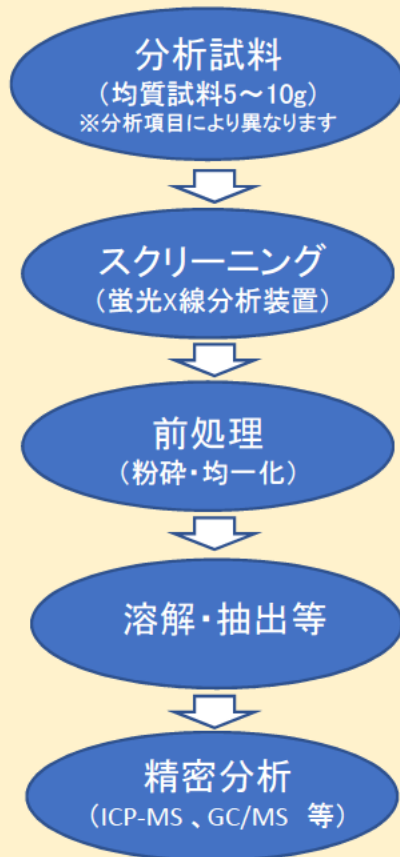 分析試料
（均質試料5～10g）
※分析項目により異なります
スクリーニング
（蛍光X線分析装置）
前処理
（粉砕・均一化）
溶解・抽出等
精密分析
（ICP-MS 、GC/MS 等）